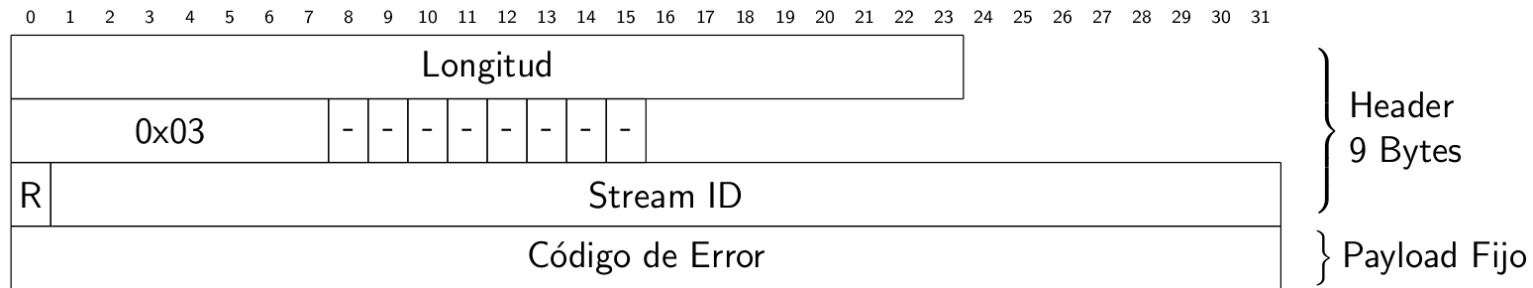 0 1 2 3 4 5 6 7 8 9 10 11 12 13 14 15 16 17 18 19 20 21 22 23 24 25 26 27 28 29 30 31
Longitud
0x03 - - - - - - - -
Header
9 Bytes
R Stream ID
Código de Error
Payload Fijo